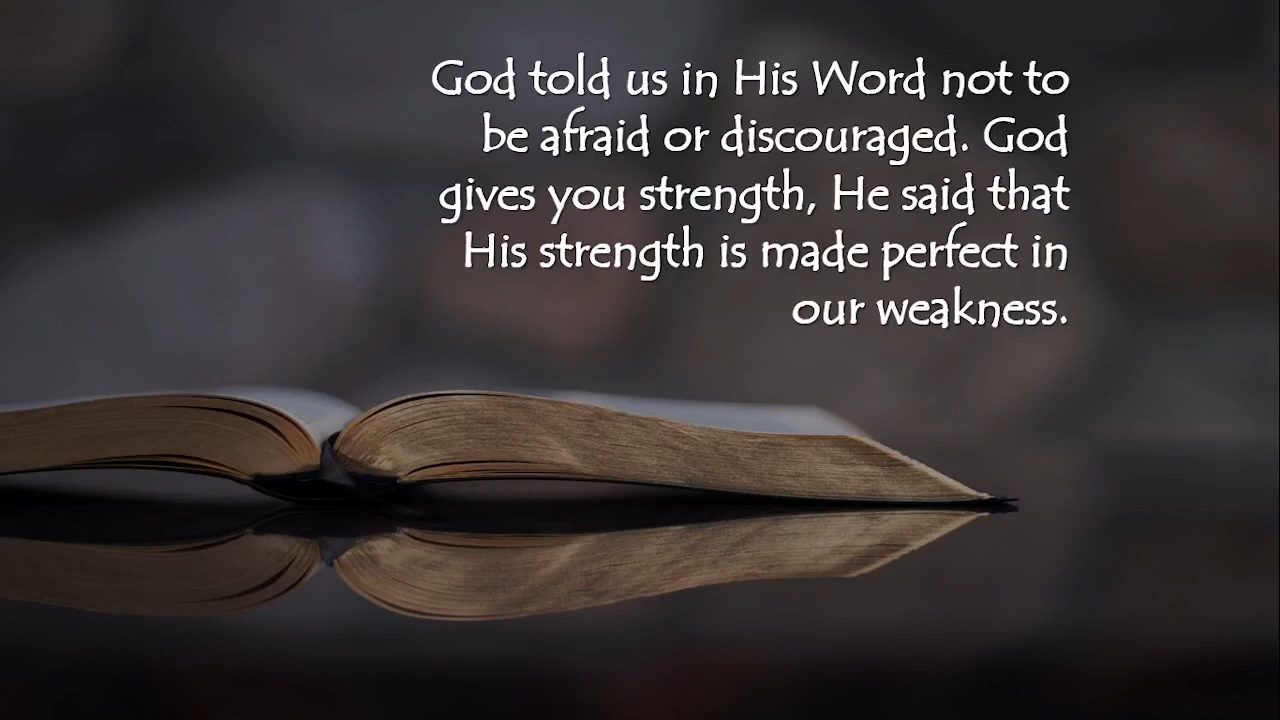 God told us in His Word not to
be afraid or discouraged. God
gives you strength, He said that
His strength is made perfect in
our weakness.